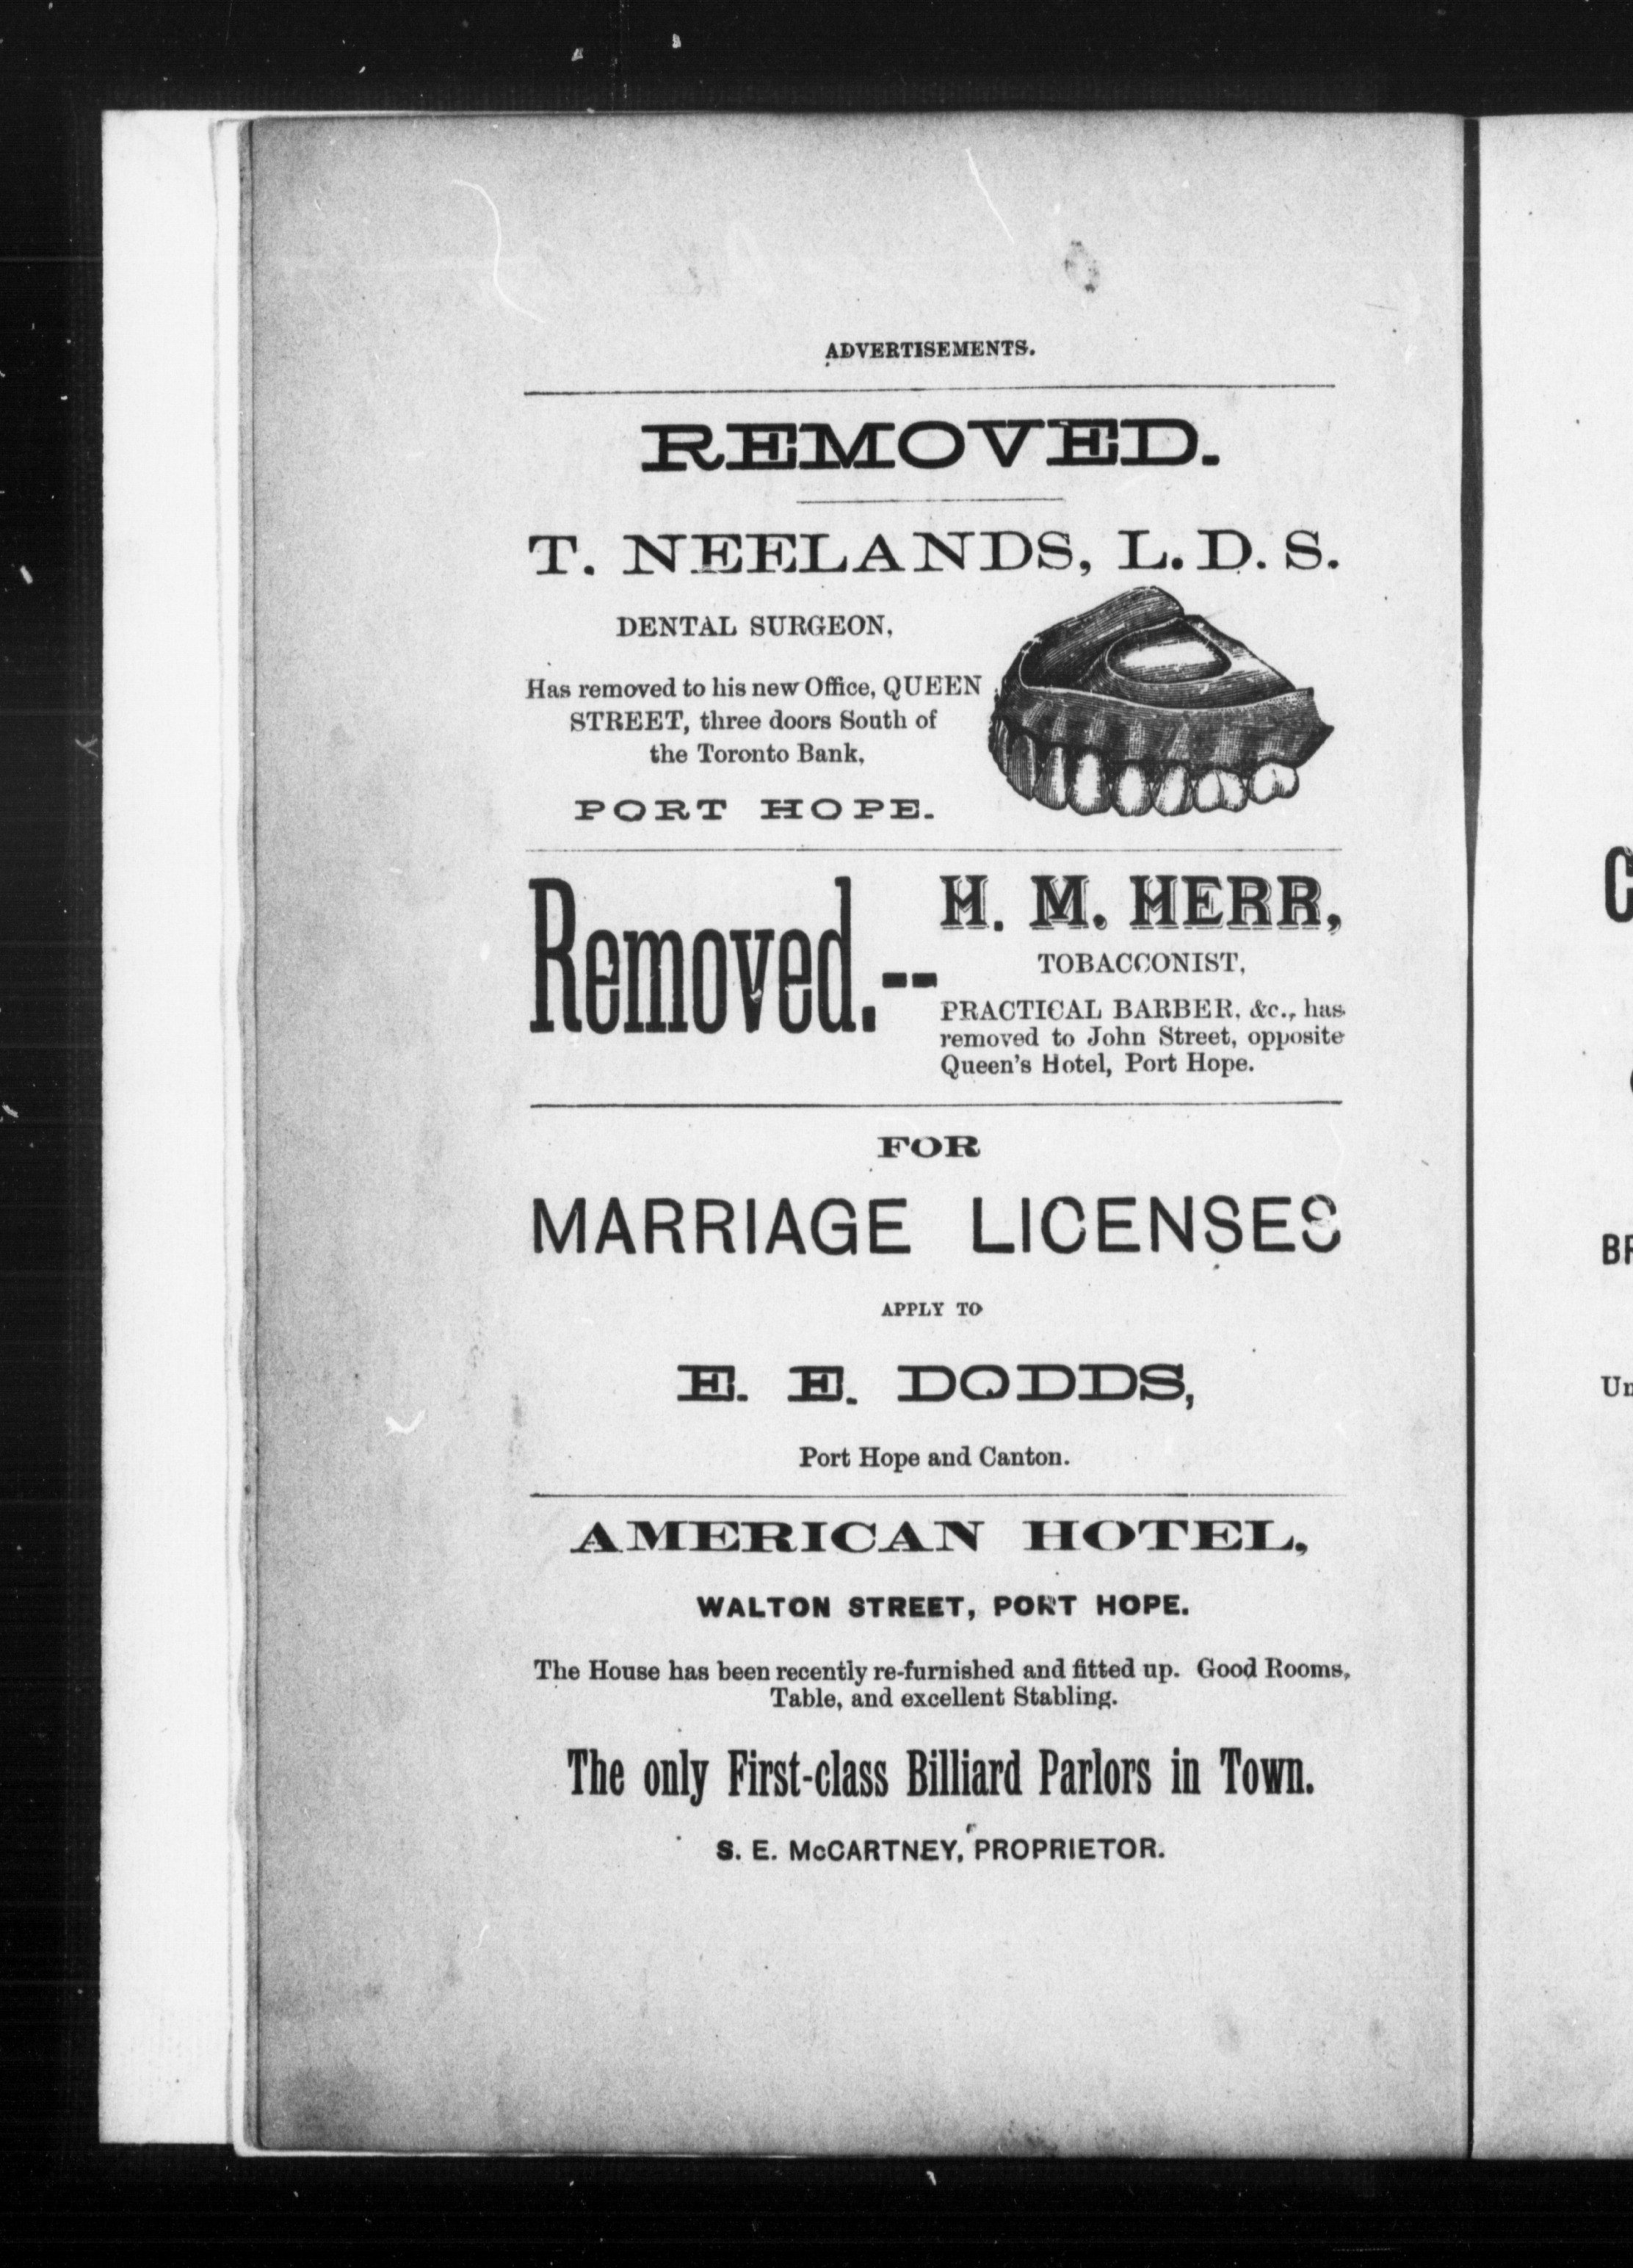 ADVERTISEMENTS.
REMOVED.
T. NEELANDS, L. D. S.
DENTAL SURGEON,
Has removed to his new Office, QUEEN
STREET, three doors South of
the Toronto Bank,
PORT HOPE.
Removed.--
H. M. HERR,
TOBACCONIST,
PRACTICAL BARBER, &c., has
removed to John Street, opposite
Queen's Hotel, Port Hope.
FOR
MARRIAGE LICENSES
APPLY TO
E. E. DODDS,
Port Hope and Canton.
AMERICAN HOTEL,
WALTON STREET, PORT HOPE.
The House has been recently re-furnished and fitted up. Good Rooms,
Table, and excellent Stabling.
The only First-class Billiard Parlors in Town.
S. E. McCARTNEY, PROPRIETOR.